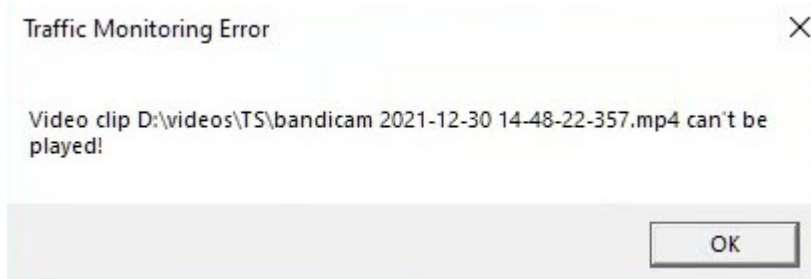 Traffic Monitoring Error
Video clip D:\videos\TS\bandicam 2021-12-30 14-48-22-357.mp4 can't be
played!
OK